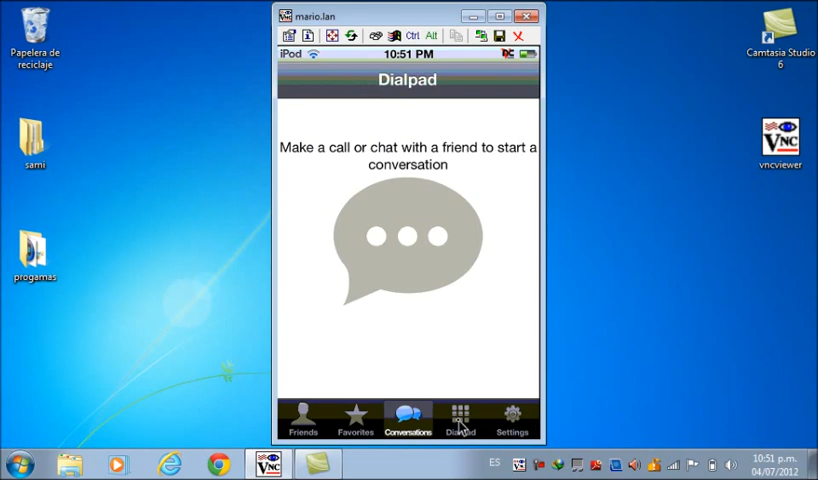 mario.lan
Ctrl Alt
iPod 10:51 PM
Dialpad
Make a call or chat with a friend to start a
conversation
Friends Favorites Conversations Dialpad Settings
Papelera de
reciclaje
sami
progamas
Camtasia Studio
6
VNC
vncviewer
VNC
ES
10:51 p.m.
04/07/2012